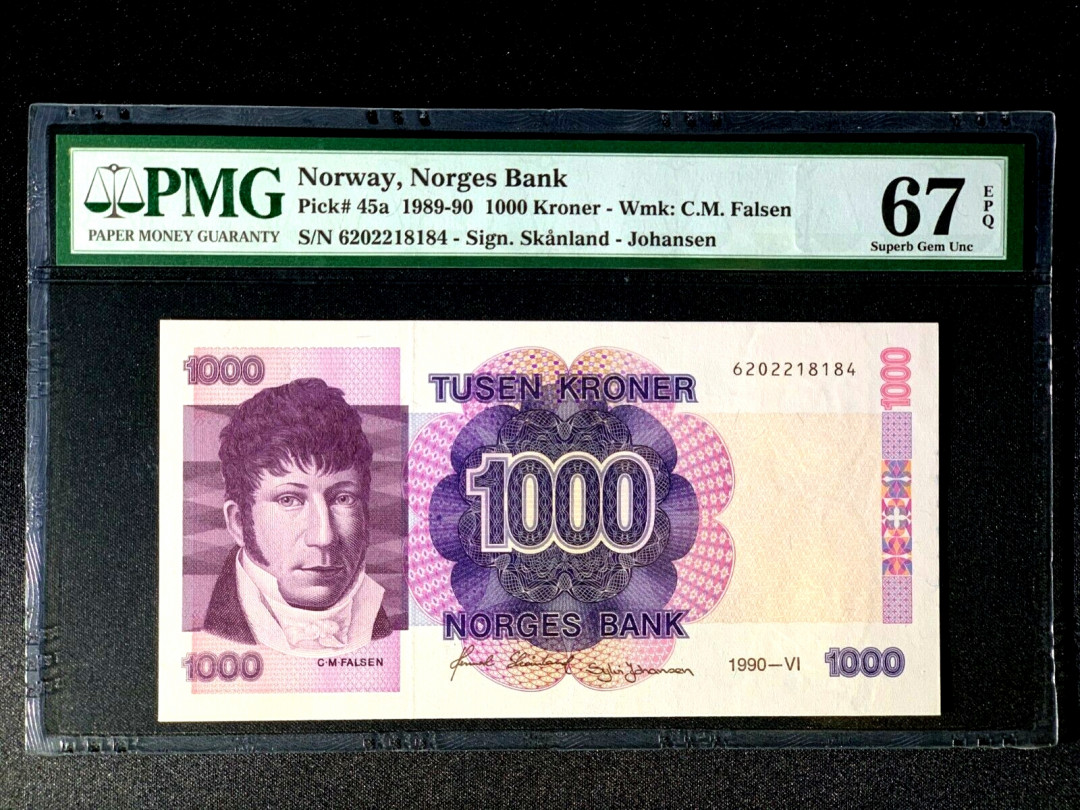 PMG
PAPER MONEY GUARANTY
Norway, Norges Bank
Pick# 45a 1989-90 1000 Kroner - Wmk: C.M. Falsen
S/N 6202218184 - Sign. Skånland - Johansen
67
EPQ
Superb Gem Unc
1000
TUSEN KRONER
6202218184
1000
1000
NORGES BANK
1000
C·M·FALSEN
1990—VI
1000